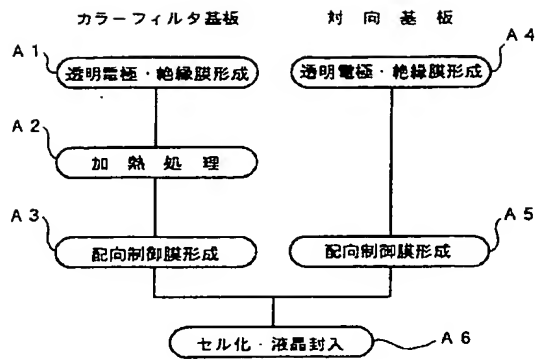 カラーフィルタ基板
対向基板
A1
透明電極・絶縁膜形成
A4
透明電極・絶縁膜形成
A2
加熱処理
A3
配向制御膜形成
A5
配向制御膜形成
セル化・液晶封入
A6